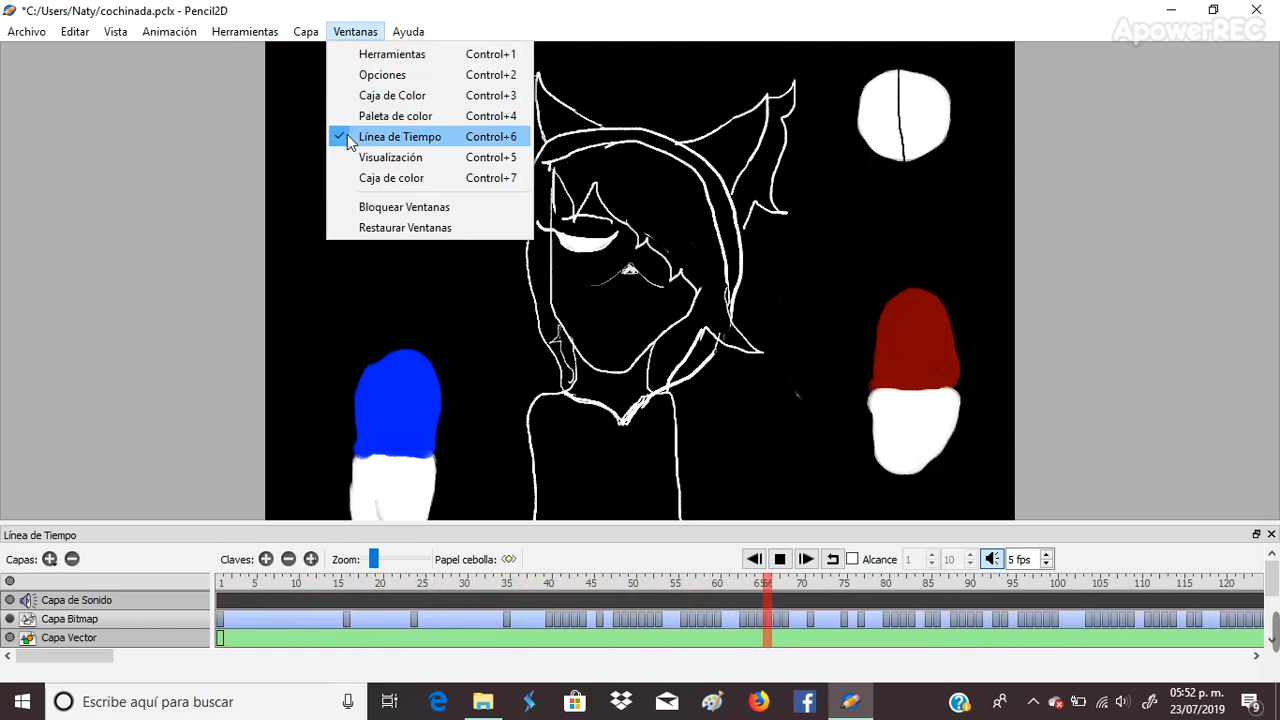 *C:/Users/Naty/cochinada.pclx - Pencil2D
ApowerREC
Archivo Editar Vista Animación Herramientas Capa Ventanas Ayuda
Herramientas Control+1
Opciones Control+2
Caja de Color Control+3
Paleta de color Control+4
Línea de Tiempo Control+6
Visualización Control+5
Caja de color Control+7
Bloquear Ventanas
Restaurar Ventanas
Línea de Tiempo
Capas: Claves: Zoom: Papel cebolla: Alcance 1 10 5 fps
1 5 10 15 20 25 30 35 40 45 50 55 60 65 66 70 75 80 85 90 95 100 105 110 115 120
Capa de Sonido
Capa Bitmap
Capa Vector
Escribe aquí para buscar
05:52 p. m.
23/07/2019
9